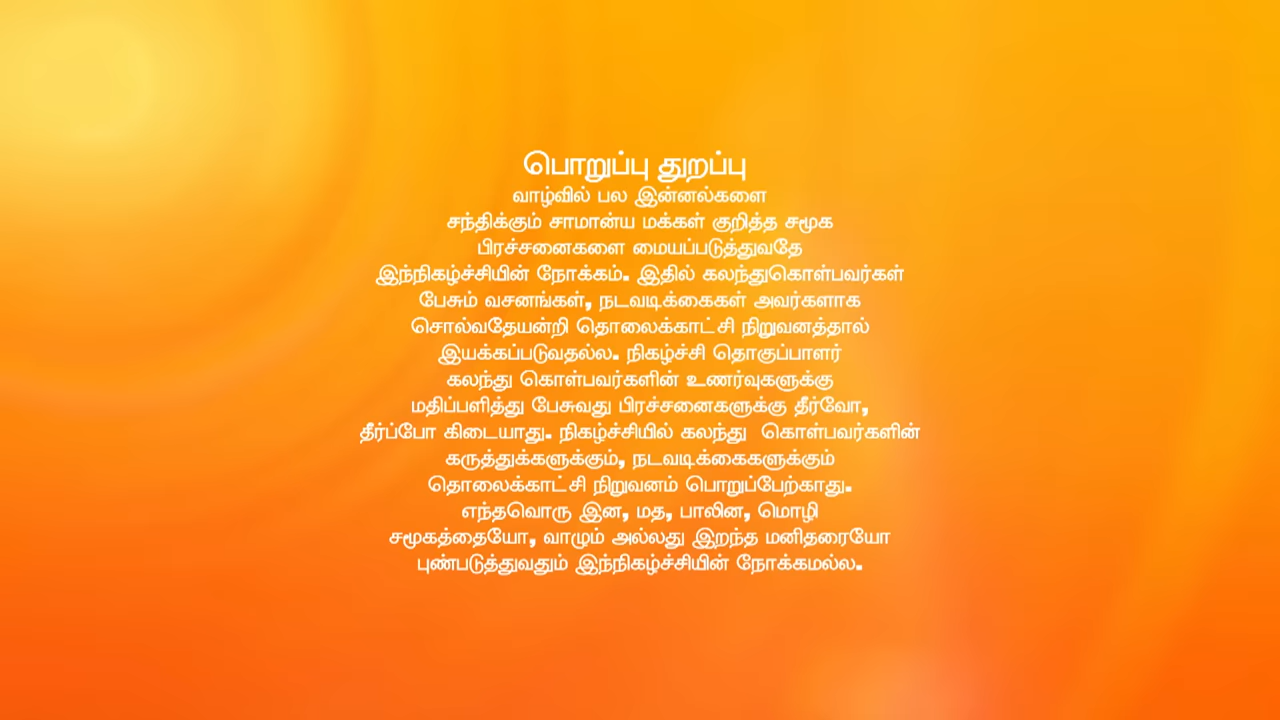 பொறுப்பு துறப்பு
வாழ்வில் பல இன்னல்களை
சந்திக்கும் சாமான்ய மக்கள் குறித்த சமூக
பிரச்சனைகளை மையப்படுத்துவதே
இந்நிகழ்ச்சியின் நோக்கம். இதில் கலந்துகொள்பவர்கள்
பேசும் வசனங்கள், நடவடிக்கைகள் அவர்களாக
சொல்வதேயன்றி தொலைக்காட்சி நிறுவனத்தால்
இயக்கப்படுவதல்ல. நிகழ்ச்சி தொகுப்பாளர்
கலந்து கொள்பவர்களின் உணர்வுகளுக்கு
மதிப்பளித்து பேசுவது பிரச்சனைகளுக்கு தீர்வோ,
தீர்ப்போ கிடையாது. நிகழ்ச்சியில் கலந்து கொள்பவர்களின்
கருத்துக்களுக்கும், நடவடிக்கைகளுக்கும்
தொலைக்காட்சி நிறுவனம் பொறுப்பேற்காது.
எந்தவொரு இன, மத, பாலின, மொழி
சமூகத்தையோ, வாழும் அல்லது இறந்த மனிதரையோ
புண்படுத்துவதும் இந்நிகழ்ச்சியின் நோக்கமல்ல.